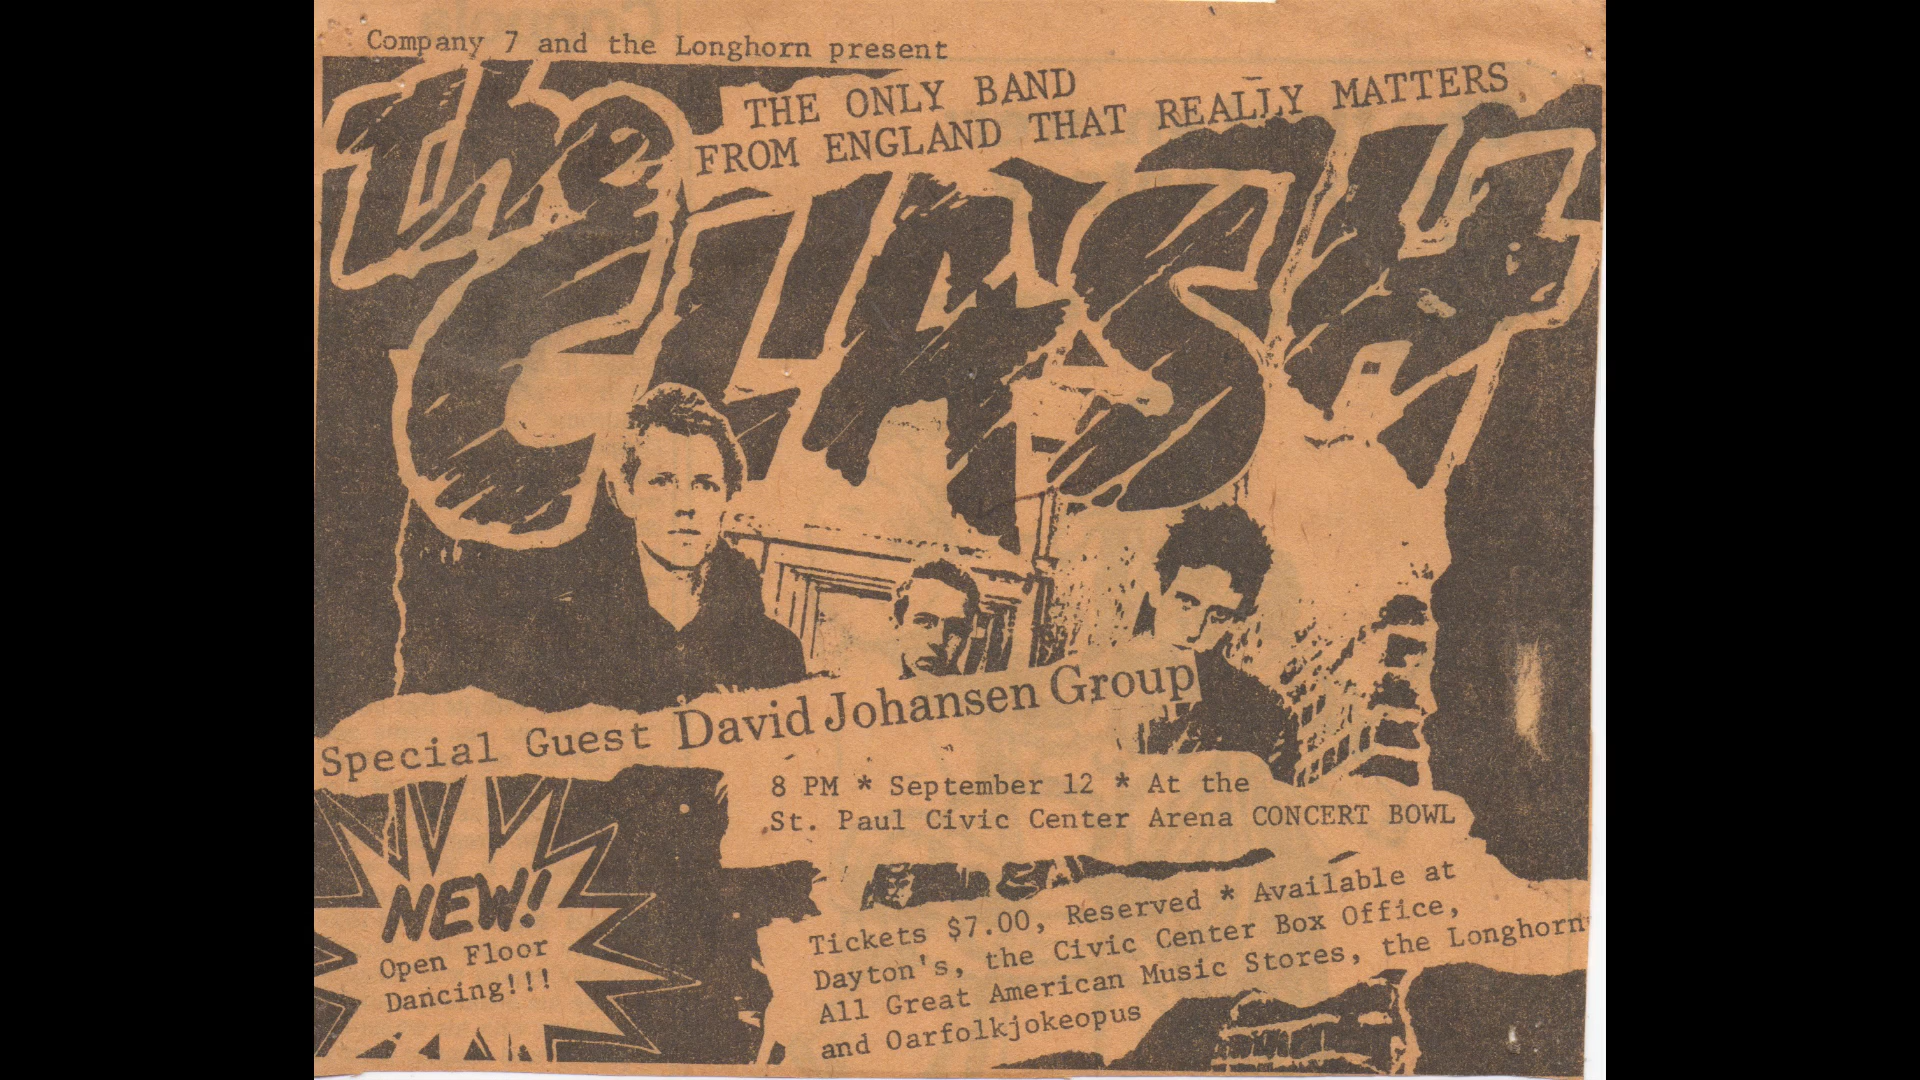 Company 7 and the Longhorn present
THE ONLY BAND
FROM ENGLAND THAT REALLY MATTERS
the
CLASH
Special Guest David Johansen Group
8 PM * September 12 * At the
St. Paul Civic Center Arena CONCERT BOWL
NEW!
Open Floor
Dancing!!!
Tickets $7.00, Reserved * Available at
Dayton's, the Civic Center Box Office,
All Great American Music Stores, the Longhorn
and Oarfolkjokeopus